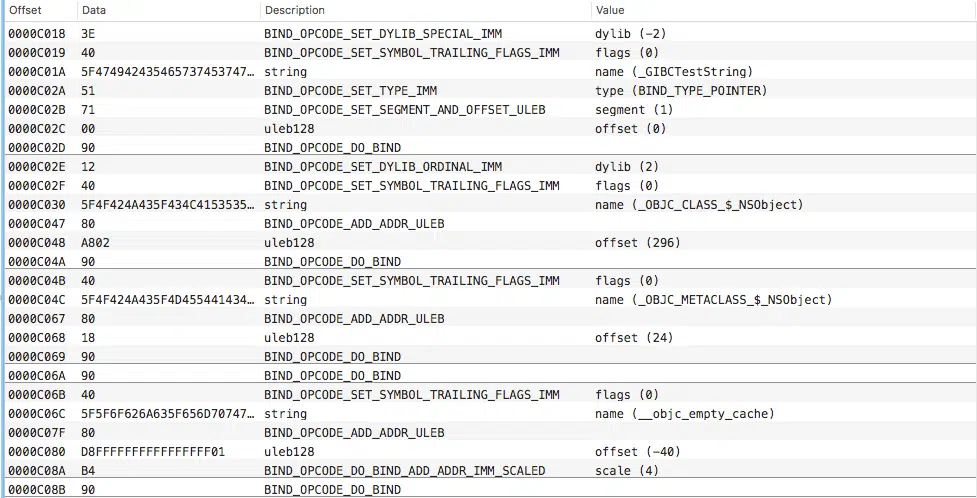 Offset Data Description Value
0000C018 3E BIND_OPCODE_SET_DYLIB_SPECIAL_IMM dylib (-2)
0000C019 40 BIND_OPCODE_SET_SYMBOL_TRAILING_FLAGS_IMM flags (0)
0000C01A 5F474942435465737453747… string name (_GIBCTestString)
0000C02A 51 BIND_OPCODE_SET_TYPE_IMM type (BIND_TYPE_POINTER)
0000C02B 71 BIND_OPCODE_SET_SEGMENT_AND_OFFSET_ULEB segment (1)
0000C02C 00 uleb128 offset (0)
0000C02D 90 BIND_OPCODE_DO_BIND
0000C02E 12 BIND_OPCODE_SET_DYLIB_ORDINAL_IMM dylib (2)
0000C02F 40 BIND_OPCODE_SET_SYMBOL_TRAILING_FLAGS_IMM flags (0)
0000C030 5F4F424A435F434C4153535… string name (_OBJC_CLASS_$_NSObject)
0000C047 80 BIND_OPCODE_ADD_ADDR_ULEB
0000C048 A802 uleb128 offset (296)
0000C04A 90 BIND_OPCODE_DO_BIND
0000C04B 40 BIND_OPCODE_SET_SYMBOL_TRAILING_FLAGS_IMM flags (0)
0000C04C 5F4F424A435F4D455441434… string name (_OBJC_METACLASS_$_NSObject)
0000C067 80 BIND_OPCODE_ADD_ADDR_ULEB
0000C068 18 uleb128 offset (24)
0000C069 90 BIND_OPCODE_DO_BIND
0000C06A 90 BIND_OPCODE_DO_BIND
0000C06B 40 BIND_OPCODE_SET_SYMBOL_TRAILING_FLAGS_IMM flags (0)
0000C06C 5F5F6F626A635F656D70747… string name (__objc_empty_cache)
0000C07F 80 BIND_OPCODE_ADD_ADDR_ULEB
0000C080 D8FFFFFFFFFFFFFFFF01 uleb128 offset (-40)
0000C08A B4 BIND_OPCODE_DO_BIND_ADD_ADDR_IMM_SCALED scale (4)
0000C08B 90 BIND_OPCODE_DO_BIND